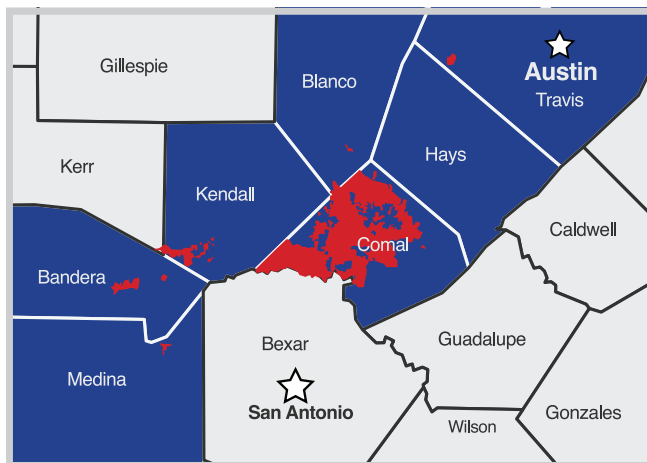 Gillespie
Blanco
Austin
Travis
Kerr
Kendall
Hays
Comal
Caldwell
Bandera
Bexar
Guadalupe
Medina
San Antonio
Wilson
Gonzales